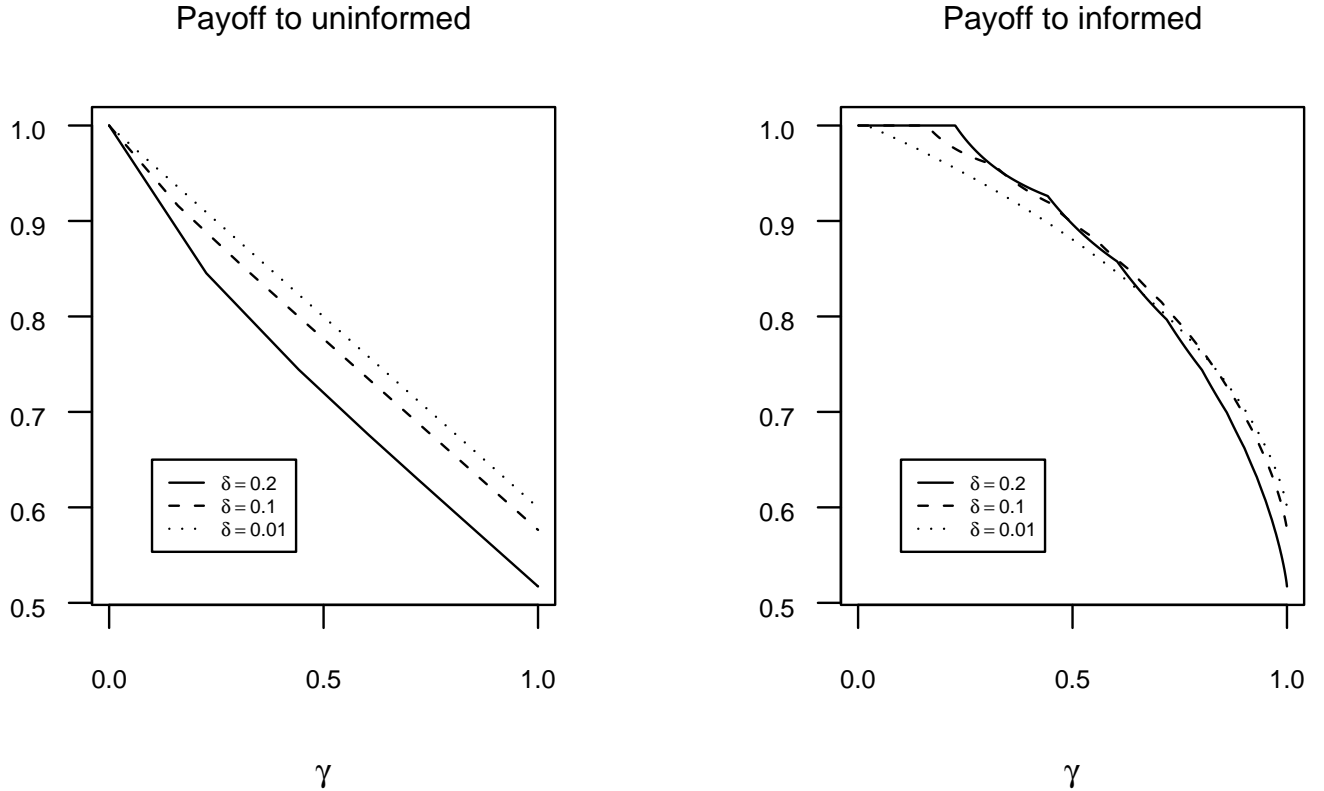 Payoff to uninformed
1.0
0.9
0.8
0.7
0.6
0.5
δ = 0.2
δ = 0.1
δ = 0.01
0.0 0.5 1.0
γ
Payoff to informed
1.0
0.9
0.8
0.7
0.6
0.5
δ = 0.2
δ = 0.1
δ = 0.01
0.0 0.5 1.0
γ